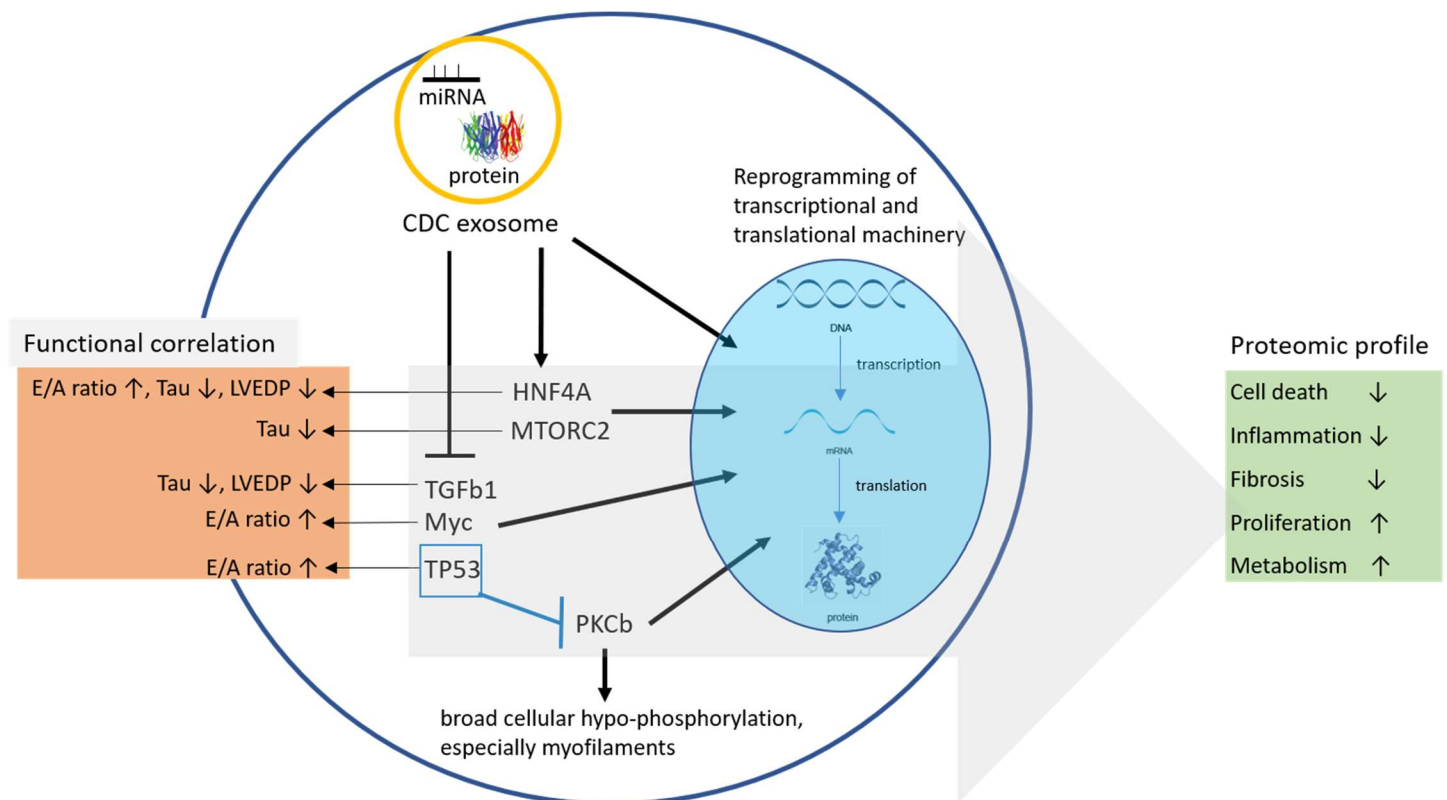 miRNA
protein
CDC exosome
Reprogramming of
transcriptional and
translational machinery
DNA
transcription
mRNA
translation
protein
Functional correlation
E/A ratio ↑, Tau ↓, LVEDP ↓
Tau ↓
Tau ↓, LVEDP ↓
E/A ratio ↑
E/A ratio ↑
HNF4A
MTORC2
TGFb1
Myc
TP53
PKCb
broad cellular hypo-phosphorylation,
especially myofilaments
Proteomic profile
Cell death ↓
Inflammation ↓
Fibrosis ↓
Proliferation ↑
Metabolism ↑